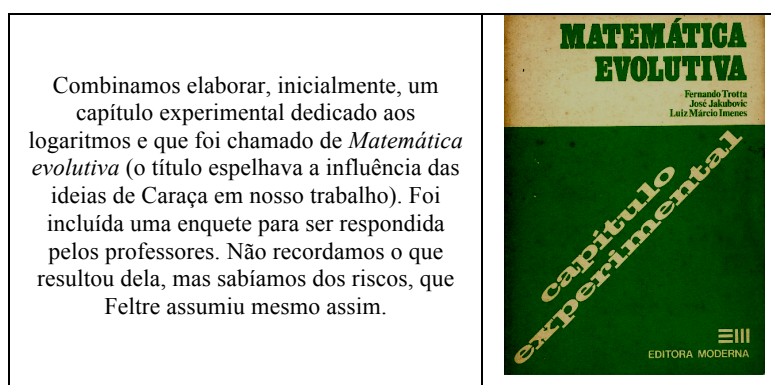 Combinamos elaborar, inicialmente, um
capítulo experimental dedicado aos
logaritmos e que foi chamado de Matemática
evolutiva (o título espelhava a influência das
ideias de Caraça em nosso trabalho). Foi
incluída uma enquete para ser respondida
pelos professores. Não recordamos o que
resultou dela, mas sabíamos dos riscos, que
Feltre assumiu mesmo assim.
MATEMÁTICA
EVOLUTIVA
Fernando Trotta
José Jakubovic
Luiz Márcio Imenes
capítulo
experimental
EDITORA MODERNA